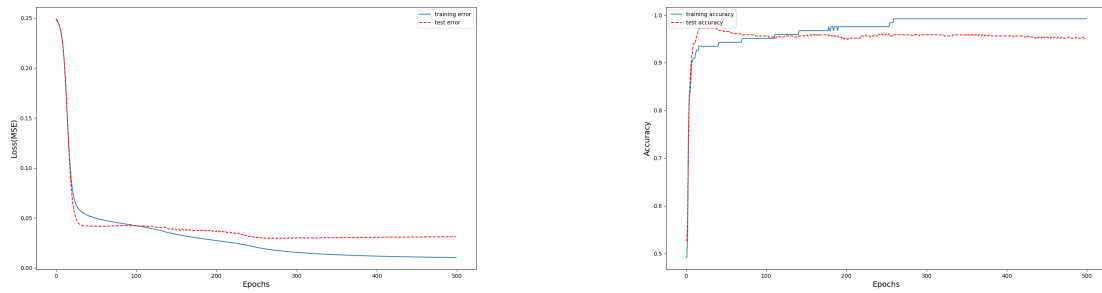 0.25
0.20
0.15
0.10
0.05
0.00
Loss(MSE)
0 100 200 300 400 500
Epochs
training error
test error
1.0
0.9
0.8
0.7
0.6
0.5
Accuracy
0 100 200 300 400 500
Epochs
training accuracy
test accuracy